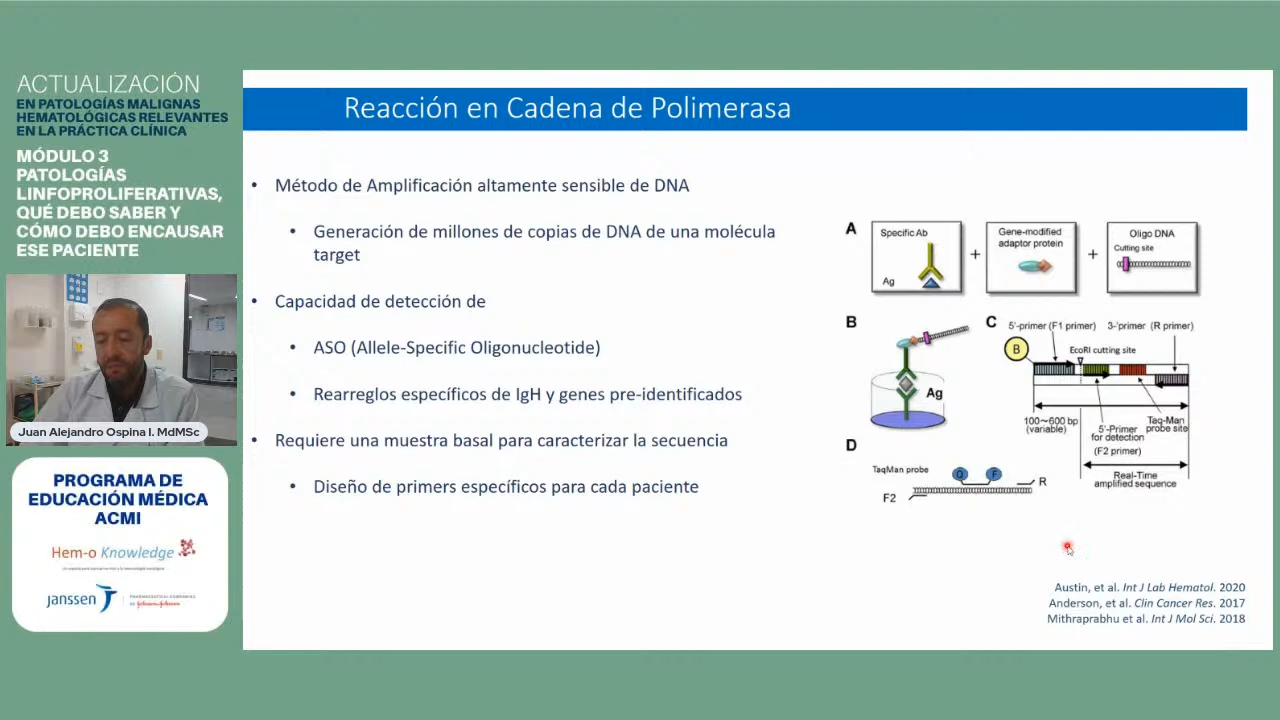 ACTUALIZACIÓN
EN PATOLOGÍAS MALIGNAS
HEMATOLÓGICAS RELEVANTES
EN LA PRÁCTICA CLÍNICA
MÓDULO 3
PATOLOGÍAS
LINFOPROLIFERATIVAS,
QUÉ DEBO SABER Y
CÓMO DEBO ENCAUSAR
ESE PACIENTE
Juan Alejandro Ospina I. MdMSc
PROGRAMA DE
EDUCACIÓN MÉDICA
ACMI
Hem-o Knowledge
janssen
PHARMACEUTICAL COMPANIES
OF Johnson&Johnson
Reacción en Cadena de Polimerasa
• Método de Amplificación altamente sensible de DNA
• Generación de millones de copias de DNA de una molécula
target
• Capacidad de detección de
• ASO (Allele-Specific Oligonucleotide)
• Rearreglos específicos de IgH y genes pre-identificados
• Requiere una muestra basal para caracterizar la secuencia
• Diseño de primers específicos para cada paciente
A
Specific Ab
Ag
+
Gene-modified
adaptor protein
+
Oligo DNA
Cutting site
B
Ag
C
5'-primer (F1 primer)
3-'primer (R primer)
B
EcoRI cutting site
100~600 bp
(variable)
5'-Primer
for detection
(F2 primer)
Taq-Man
probe site
Real-Time
amplified sequence
D
TaqMan probe
Q
F
R
F2
Austin, et al. Int J Lab Hematol. 2020
Anderson, et al. Clin Cancer Res. 2017
Mithraprabhu et al. Int J Mol Sci. 2018